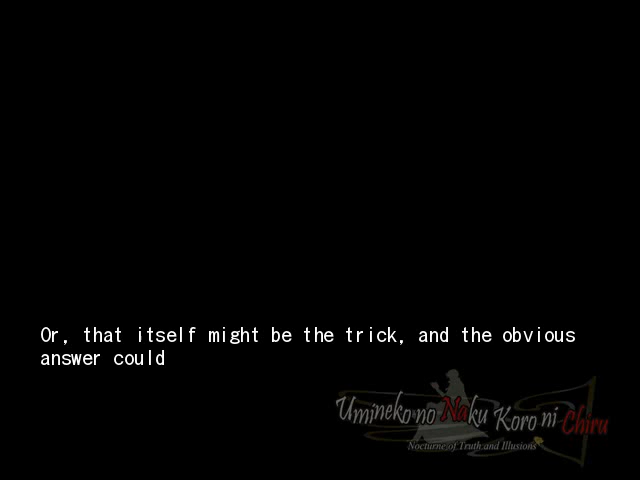 Or, that itself might be the trick, and the obvious
answer could
Umineko no Naku Koro ni Chiru
Nocturne of Truth and Illusions